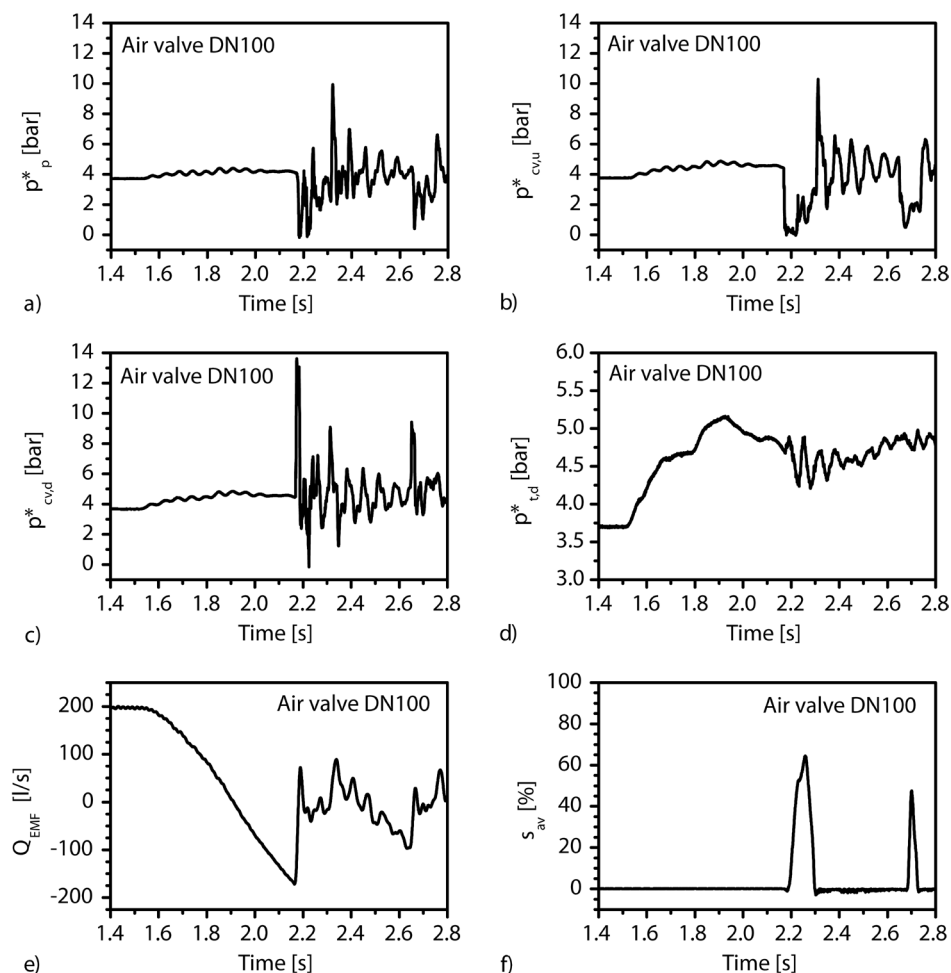 Air valve DN100
p*p [bar]
14
12
10
8
6
4
2
0
1.4 1.6 1.8 2.0 2.2 2.4 2.6 2.8
Time [s]
a)
Air valve DN100
p*cv,u [bar]
14
12
10
8
6
4
2
0
1.4 1.6 1.8 2.0 2.2 2.4 2.6 2.8
Time [s]
b)
Air valve DN100
p*cv,d [bar]
14
12
10
8
6
4
2
0
1.4 1.6 1.8 2.0 2.2 2.4 2.6 2.8
Time [s]
c)
Air valve DN100
p*t,d [bar]
6.0
5.5
5.0
4.5
4.0
3.5
3.0
1.4 1.6 1.8 2.0 2.2 2.4 2.6 2.8
Time [s]
d)
Air valve DN100
QEMF [l/s]
200
100
0
-100
-200
1.4 1.6 1.8 2.0 2.2 2.4 2.6 2.8
Time [s]
e)
Air valve DN100
sav [%]
100
80
60
40
20
0
1.4 1.6 1.8 2.0 2.2 2.4 2.6 2.8
Time [s]
f)